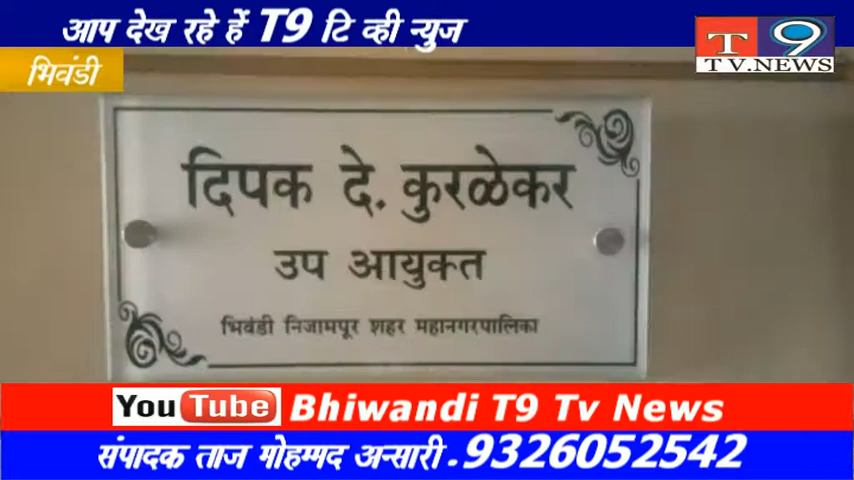 आप देख रहे हें T9 टि व्ही न्युज
T9
TV.NEWS
भिवंडी
दिपक दे. कुरळेकर
उप आयुक्त
भिवंडी निजामपूर शहर महानगरपालिका
YouTube Bhiwandi T9 Tv News
संपादक ताज मोहम्मद अन्सारी.9326052542